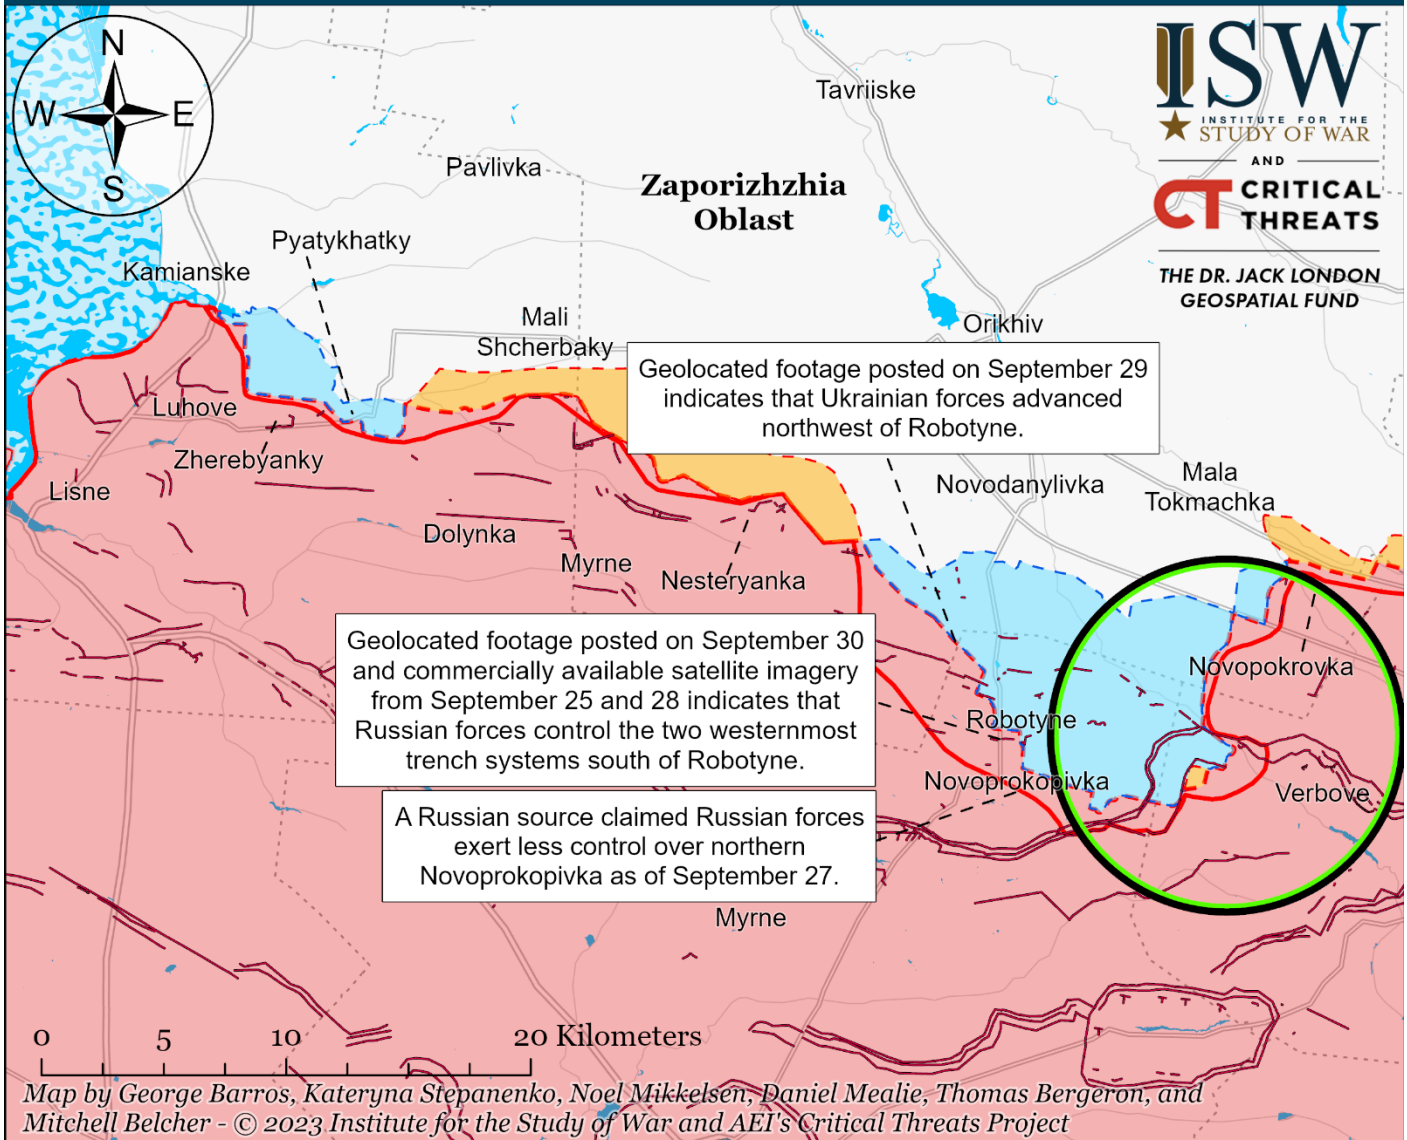 N
W
E
S
ISW
INSTITUTE FOR THE
STUDY OF WAR
AND
CT CRITICAL
THREATS
THE DR. JACK LONDON
GEOSPATIAL FUND
Tavriiske
Pavlivka
Zaporizhzhia
Oblast
Pyatykhatky
Kamianske
Mali
Shcherbaky
Orikhiv
Geolocated footage posted on September 29
indicates that Ukrainian forces advanced
northwest of Robotyne.
Luhove
Zherebyanky
Lisne
Dolynka
Myrne
Nesteryanka
Novodanylivka
Mala
Tokmachka
Geolocated footage posted on September 30
and commercially available satellite imagery
from September 25 and 28 indicates that
Russian forces control the two westernmost
trench systems south of Robotyne.
Novopokrovka
Robotyne
Novoprokopivka
Verbove
A Russian source claimed Russian forces
exert less control over northern
Novoprokopivka as of September 27.
Myrne
0 5 10 20 Kilometers
Map by George Barros, Kateryna Stepanenko, Noel Mikkelsen, Daniel Mealie, Thomas Bergeron, and
Mitchell Belcher - © 2023 Institute for the Study of War and AEI's Critical Threats Project